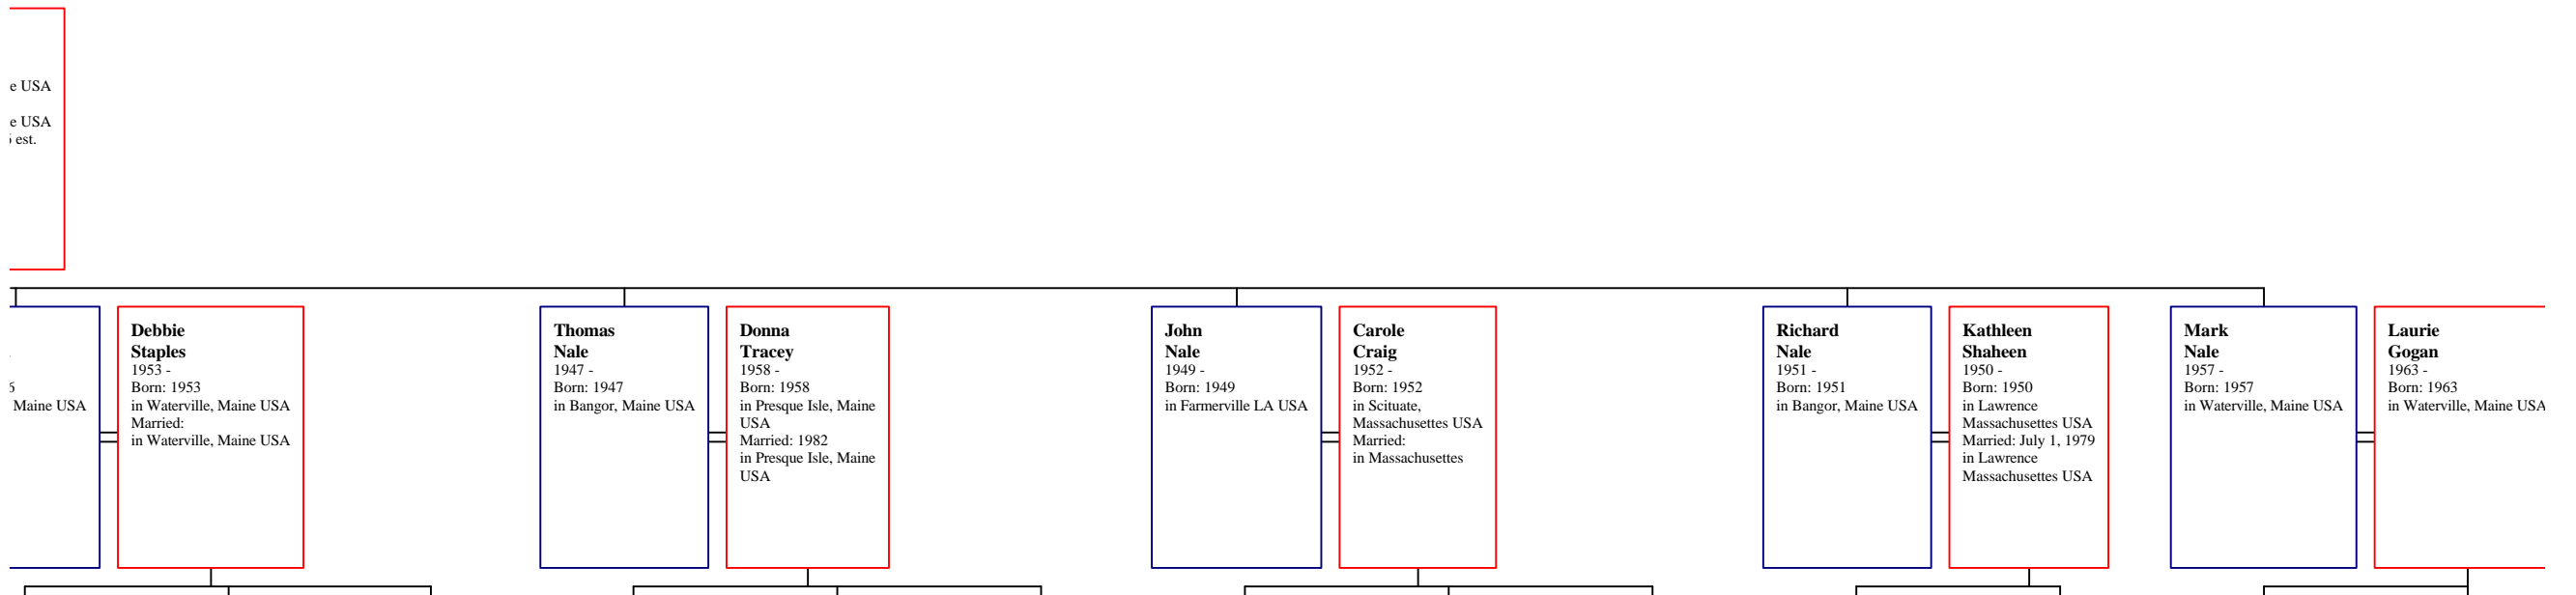 e USA
e USA
est.
Maine USA
Debbie
Staples
1953 -
Born: 1953
in Waterville, Maine USA
Married:
in Waterville, Maine USA
Thomas
Nale
1947 -
Born: 1947
in Bangor, Maine USA
Donna
Tracey
1958 -
Born: 1958
in Presque Isle, Maine
USA
Married: 1982
in Presque Isle, Maine
USA
John
Nale
1949 -
Born: 1949
in Farmerville LA USA
Carole
Craig
1952 -
Born: 1952
in Scituate,
Massachusettes USA
Married:
in Massachusettes
Richard
Nale
1951 -
Born: 1951
in Bangor, Maine USA
Kathleen
Shaheen
1950 -
Born: 1950
in Lawrence
Massachusettes USA
Married: July 1, 1979
in Lawrence
Massachusettes USA
Mark
Nale
1957 -
Born: 1957
in Waterville, Maine USA
Laurie
Gogan
1963 -
Born: 1963
in Waterville, Maine USA